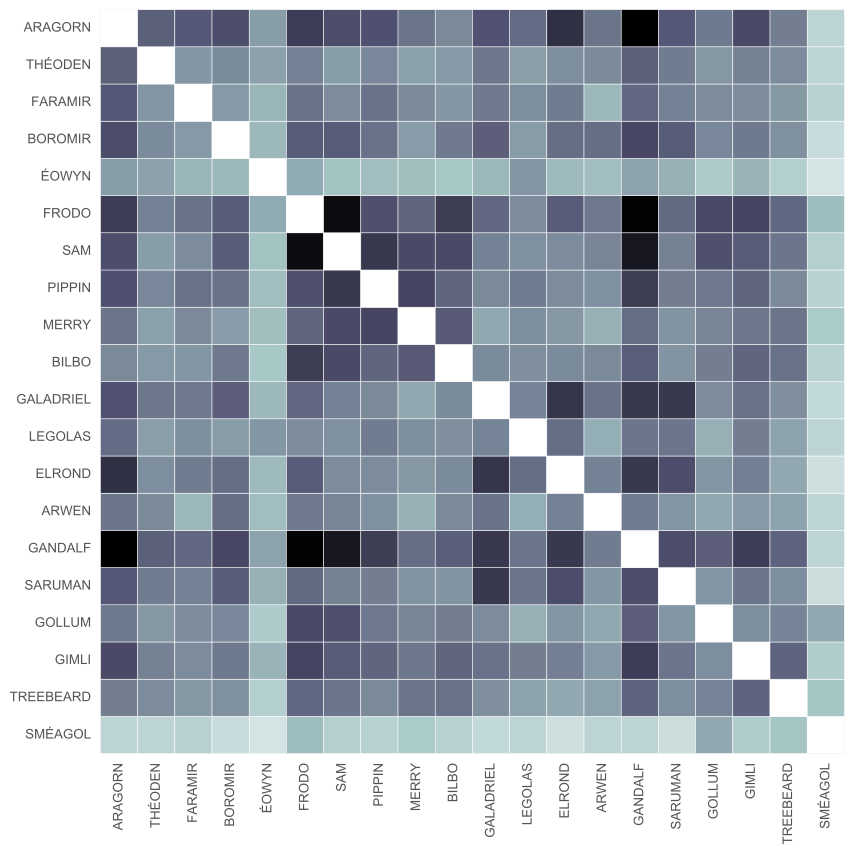 ARAGORN
THÉODEN
FARAMIR
BOROMIR
ÉOWYN
FRODO
SAM
PIPPIN
MERRY
BILBO
GALADRIEL
LEGOLAS
ELROND
ARWEN
GANDALF
SARUMAN
GOLLUM
GIMLI
TREEBEARD
SMÉAGOL
ARAGORN
THÉODEN
FARAMIR
BOROMIR
ÉOWYN
FRODO
SAM
PIPPIN
MERRY
BILBO
GALADRIEL
LEGOLAS
ELROND
ARWEN
GANDALF
SARUMAN
GOLLUM
GIMLI
TREEBEARD
SMÉAGOL